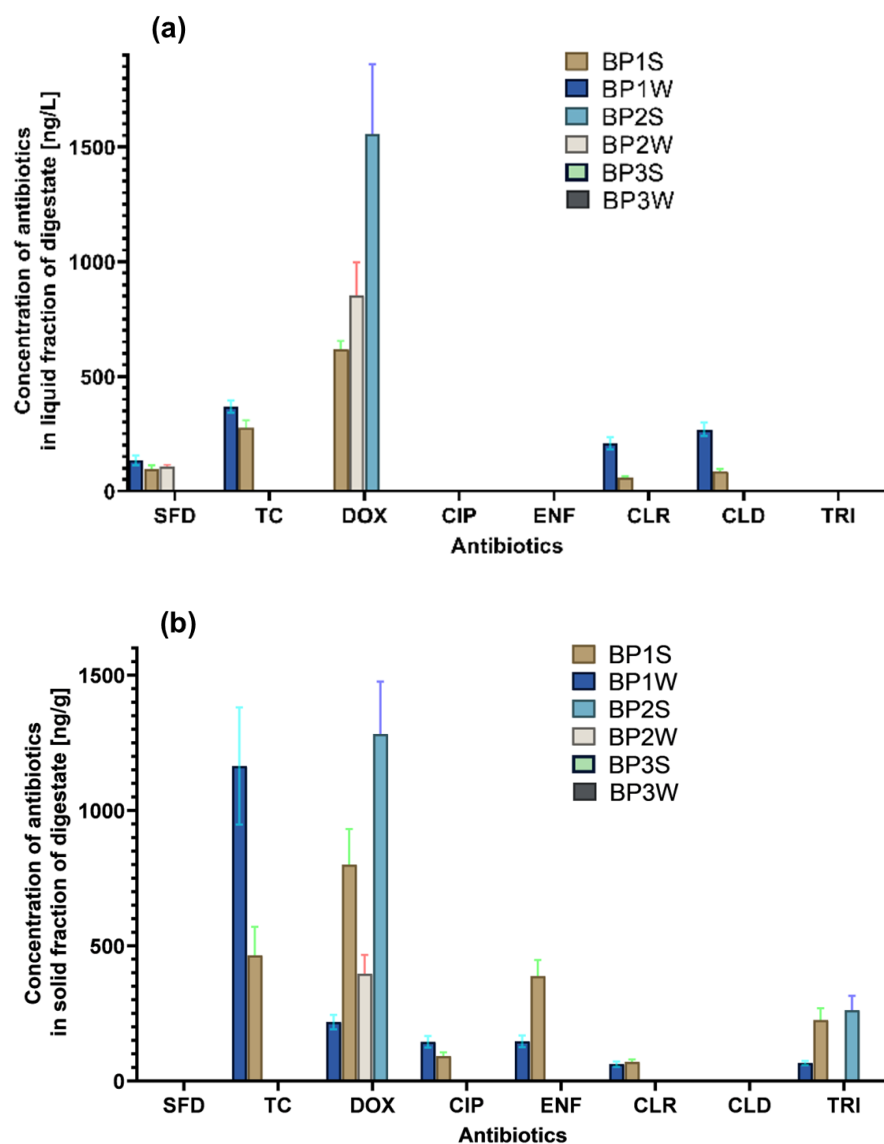 (a)
Concentration of antibiotics
in liquid fraction of digestate [ng/L]
1500
1000
500
0
BP1S
BP1W
BP2S
BP2W
BP3S
BP3W
SFD TC DOX CIP ENF CLR CLD TRI
Antibiotics
(b)
Concentration of antibiotics
in solid fraction of digestate [ng/g]
1500
1000
500
0
BP1S
BP1W
BP2S
BP2W
BP3S
BP3W
SFD TC DOX CIP ENF CLR CLD TRI
Antibiotics